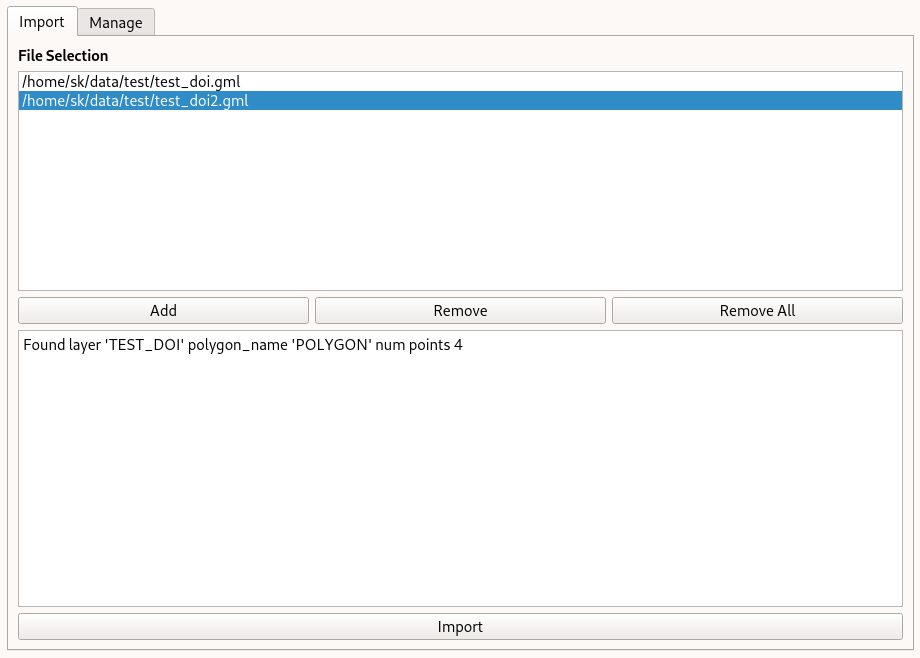 Import Manage
File Selection
/home/sk/data/test/test_doi.gml
/home/sk/data/test/test_doi2.gml
Add Remove Remove All
Found layer 'TEST_DOI' polygon_name 'POLYGON' num points 4
Import